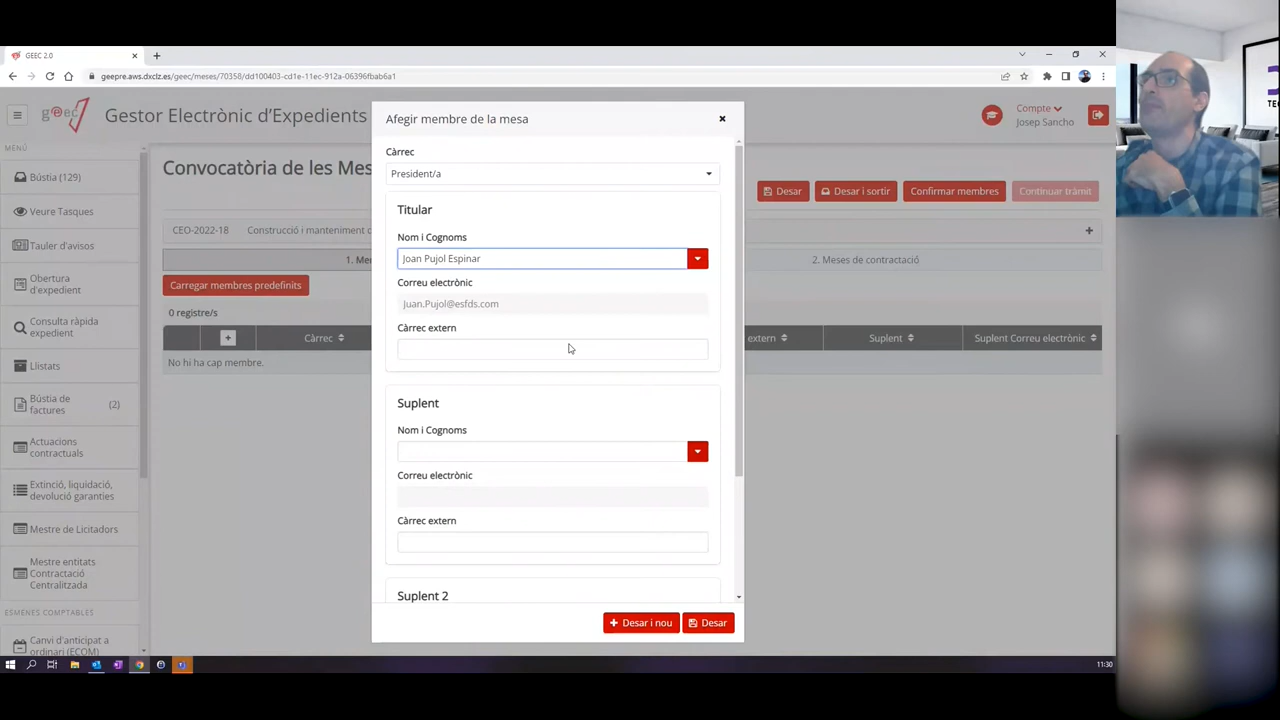 GEEC 2.0
geepre.aws.dxclz.es/geec/meses/70358/dd100403-cd1e-11ec-912a-06396fbab6a1
geec
Gestor Electrònic d'Expedients
Compte
Josep Sancho
MENÚ
Bústia (129)
Veure Tasques
Tauler d'avisos
Obertura d'expedient
Consulta ràpida expedient
Llistats
Bústia de factures (2)
Actuacions contractuals
Extinció, liquidació, devolució garanties
Mestre de Licitadors
Mestre entitats Contractació Centralitzada
ESMENES COMPTABLES
Canvi d'anticipat a ordinari (ECOM)
Convocatòria de les Mes
Desar
Desar i sortir
Confirmar membres
Continuar tràmit
CEO-2022-18 Construcció i manteniment d
1. Me
2. Meses de contractació
Carregar membres predefinits
0 registre/s
Càrrec
extern
Suplent
Suplent Correu electrònic
No hi ha cap membre.
Afegir membre de la mesa
Càrrec
President/a
Titular
Nom i Cognoms
Joan Pujol Espinar
Correu electrònic
Juan.Pujol@esfds.com
Càrrec extern
Suplent
Nom i Cognoms
Correu electrònic
Càrrec extern
Suplent 2
Desar i nou
Desar
11:30
TEC